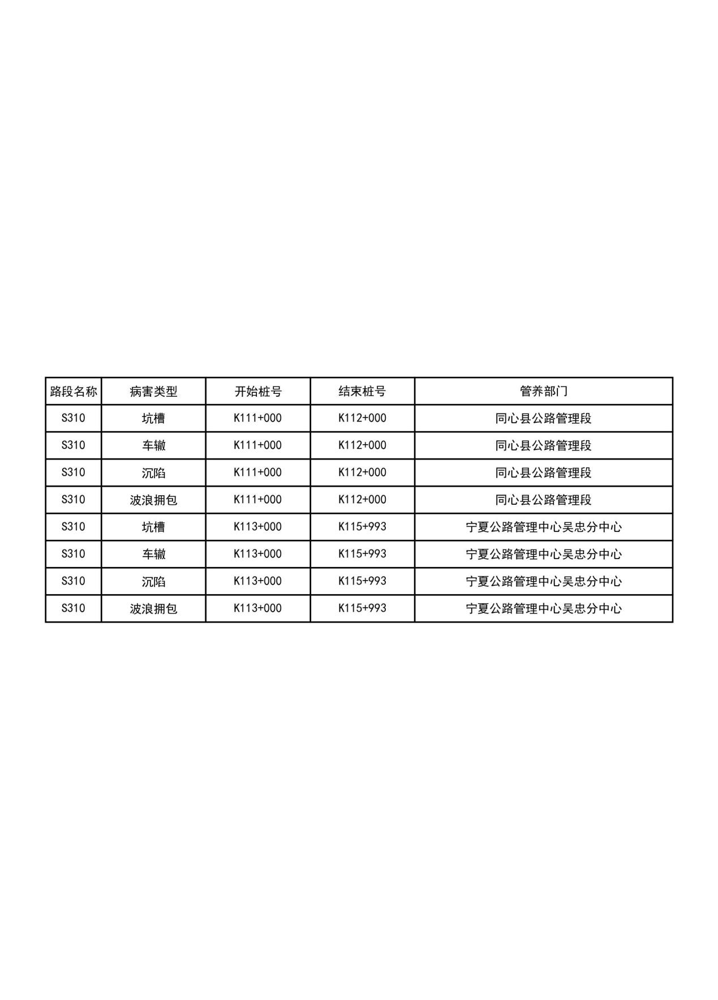 路段名称 病害类型 开始桩号 结束桩号 管养部门
S310 坑槽 K111+000 K112+000 同心县公路管理段
S310 车辙 K111+000 K112+000 同心县公路管理段
S310 沉陷 K111+000 K112+000 同心县公路管理段
S310 波浪拥包 K111+000 K112+000 同心县公路管理段
S310 坑槽 K113+000 K115+993 宁夏公路管理中心吴忠分中心
S310 车辙 K113+000 K115+993 宁夏公路管理中心吴忠分中心
S310 沉陷 K113+000 K115+993 宁夏公路管理中心吴忠分中心
S310 波浪拥包 K113+000 K115+993 宁夏公路管理中心吴忠分中心